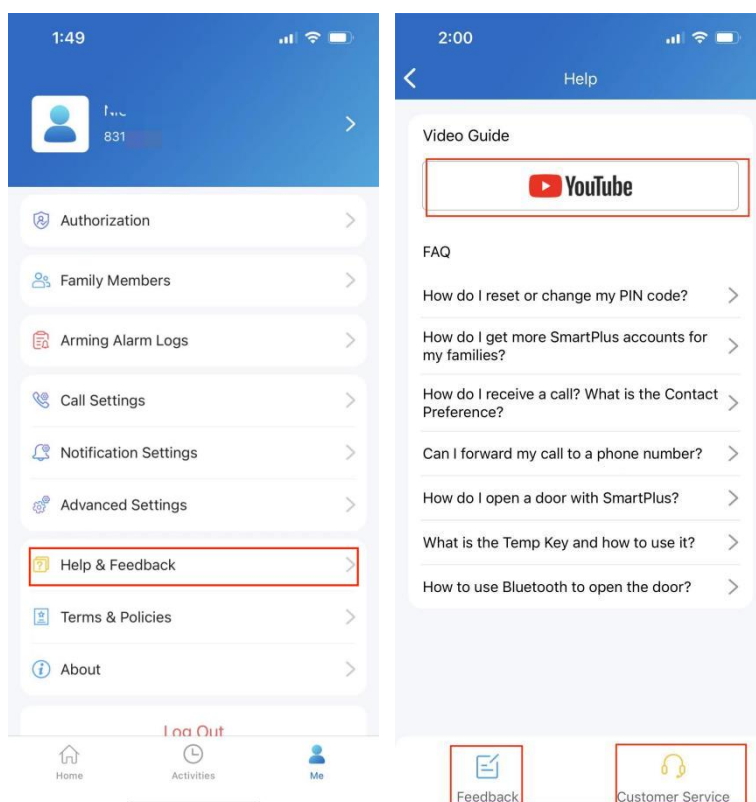 1:49
831
Authorization
Family Members
Arming Alarm Logs
Call Settings
Notification Settings
Advanced Settings
Help & Feedback
Terms & Policies
About
Log Out
Home
Activities
Me
2:00
Help
Video Guide
YouTube
FAQ
How do I reset or change my PIN code?
How do I get more SmartPlus accounts for
my families?
How do I receive a call? What is the Contact
Preference?
Can I forward my call to a phone number?
How do I open a door with SmartPlus?
What is the Temp Key and how to use it?
How to use Bluetooth to open the door?
Feedback
Customer Service